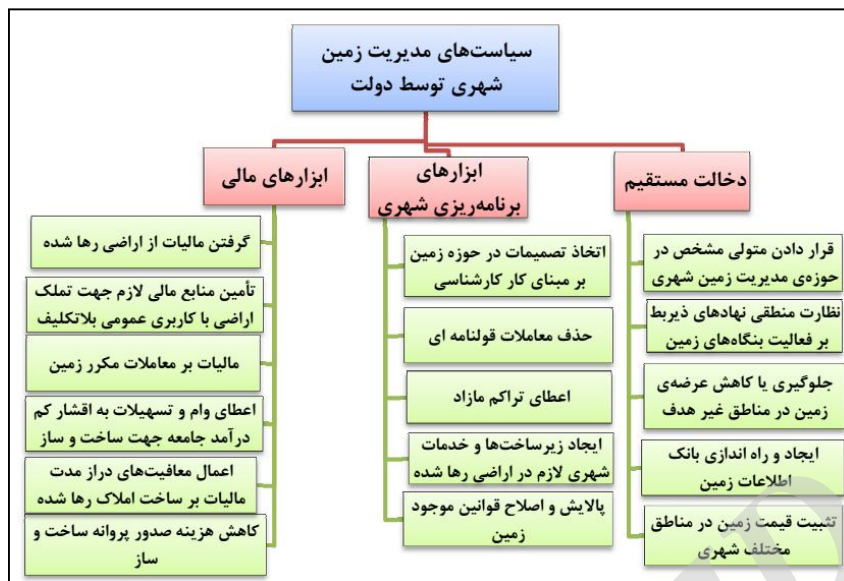 سیاست‌های مدیریت زمین
شهری توسط دولت
دخالت مستقیم
قرار دادن متولی مشخص در
حوزه‌ی مدیریت زمین شهری
نظارت منطقی نهادهای ذیربط
بر فعالیت بنگاه‌های زمین
جلوگیری یا کاهش عرضه‌ی
زمین در مناطق غیر هدف
ایجاد و راه اندازی بانک
اطلاعات زمین
تثبیت قیمت زمین در مناطق
مختلف شهری
ابزارهای
برنامه‌ریزی شهری
اتخاذ تصمیمات در حوزه زمین
بر مبنای کار کارشناسی
حذف معاملات قولنامه ای
اعطای تراکم مازاد
ایجاد زیرساخت‌ها و خدمات
شهری لازم در اراضی رها شده
پالایش و اصلاح قوانین موجود
زمین
ابزارهای مالی
گرفتن مالیات از اراضی رها شده
تأمین منابع مالی لازم جهت تملک
اراضی با کاربری عمومی بلاتکلیف
مالیات بر معاملات مکرر زمین
اعطای وام و تسهیلات به اقشار کم
درآمد جامعه جهت ساخت و ساز
اعمال معافیت‌های دراز مدت
مالیات بر ساخت املاک رها شده
کاهش هزینه صدور پروانه ساخت و
ساز